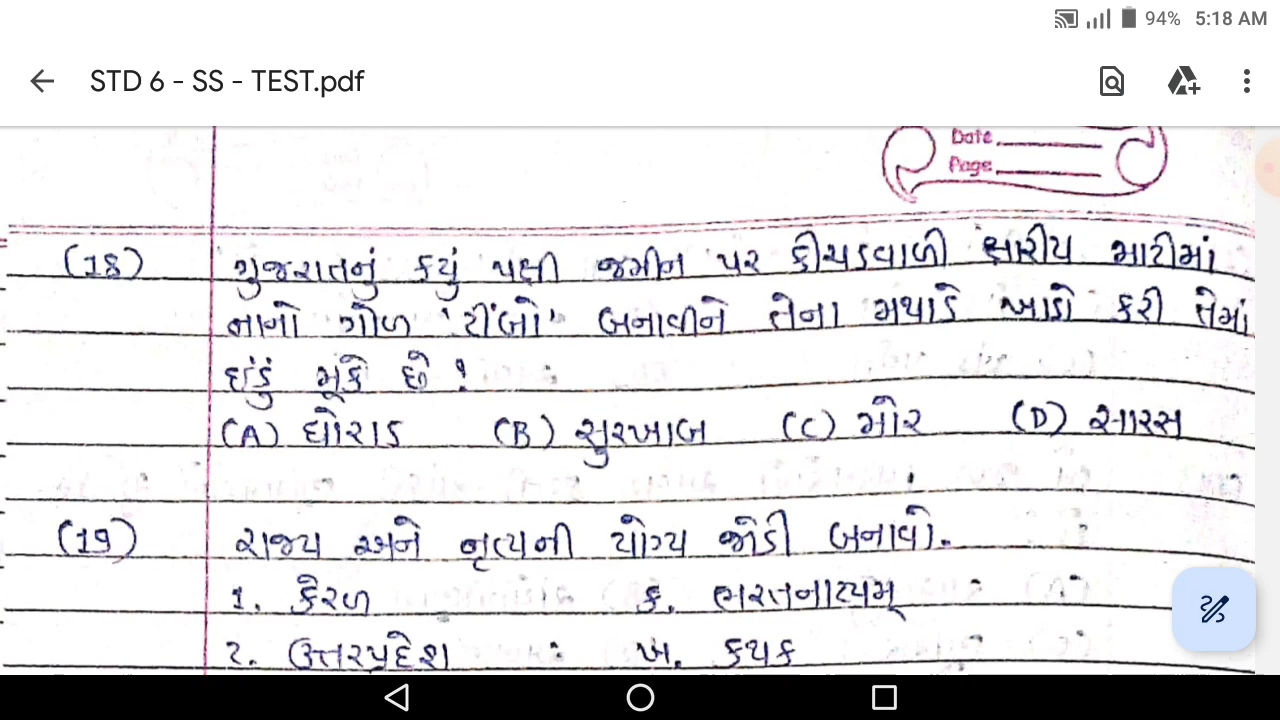 94% 5:18 AM
STD 6 - SS - TEST.pdf
Date
Page
(18) ગુજરાતનું કયું પક્ષી જમીન પર કીચડવાળી ક્ષારીય માટીમાં
નાનો ગોળ 'ટીંબો' બનાવીને તેના મથાળે ખાડો કરી તેમાં
ઇંડું મૂકે છે !
(A) ઘોરાડ (B) સુરખાબ (C) મોર (D) સારસ
(19) રાજ્ય અને નૃત્યની યોગ્ય જોડી બનાવો.
1. કેરળ ક. ભરતનાટ્યમ્
2. ઉત્તરપ્રદેશ ખ. કથક